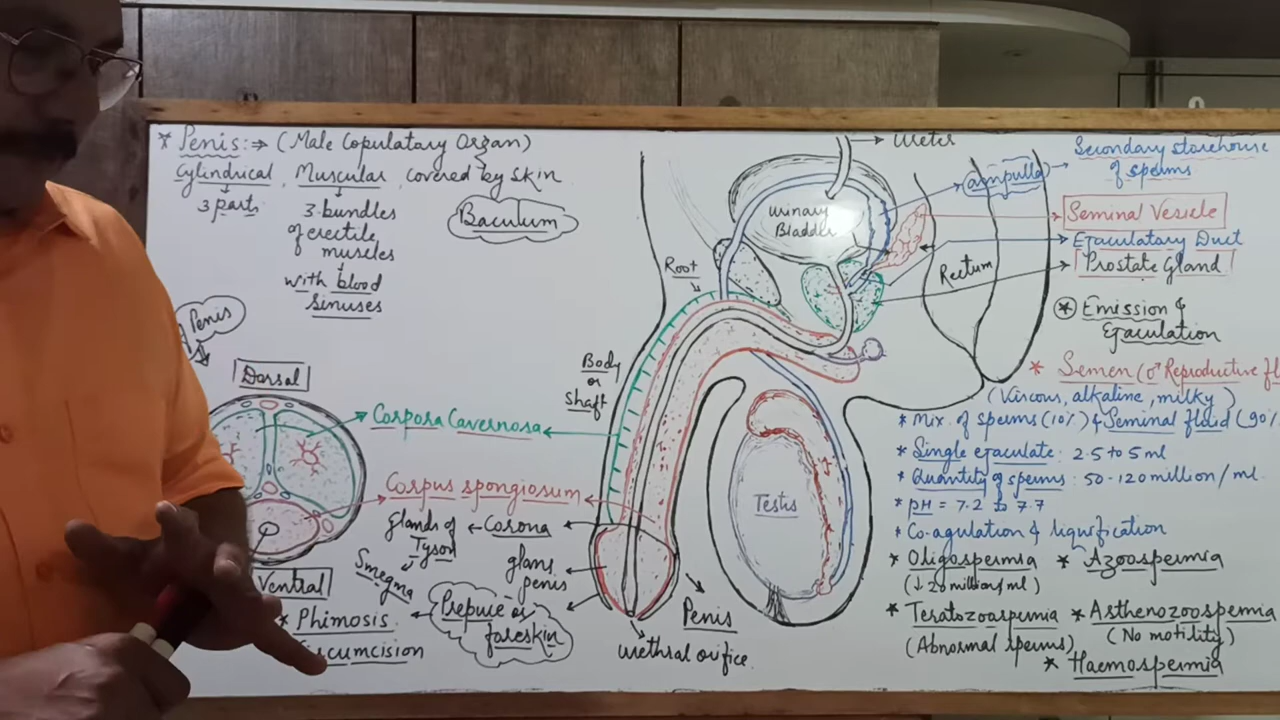 * Penis:⇒ (Male Copulatory Organ)
Cylindrical, Muscular, covered by skin
3 parts
3 bundles
of erectile
muscles
with blood
sinuses
Baculum
Penis
Dorsal
Corpora Cavernosa
Corpus spongiosum
Ventral
glands of Tyson ← Corona
Smegma
glans penis
Prepuce or foreskin
* Phimosis
cumcision
Root
Body
or
Shaft
Ureter
Urinary
Bladder
Rectum
Testis
Penis
urethral orifice
ampulla
Secondary storehouse
of sperms
Seminal Vesicle
Ejaculatory Duct
Prostate Gland
* Emission &
Ejaculation
* Semen (♂ Reproductive fl
(Viscous, alkaline, milky)
* Mix. of sperms (10%) & Seminal fluid (90%
* Single ejaculate: 2.5 to 5 ml
* Quantity of sperms: 50-120 million/ml.
* pH = 7.2 to 7.7
* Co-agulation & liquification
* Oligospermia * Azoospermia
(↓ 20 million/ml)
* Teratozoospermia * Asthenozoospermia
(Abnormal sperms) (No motility)
* Haemospermia